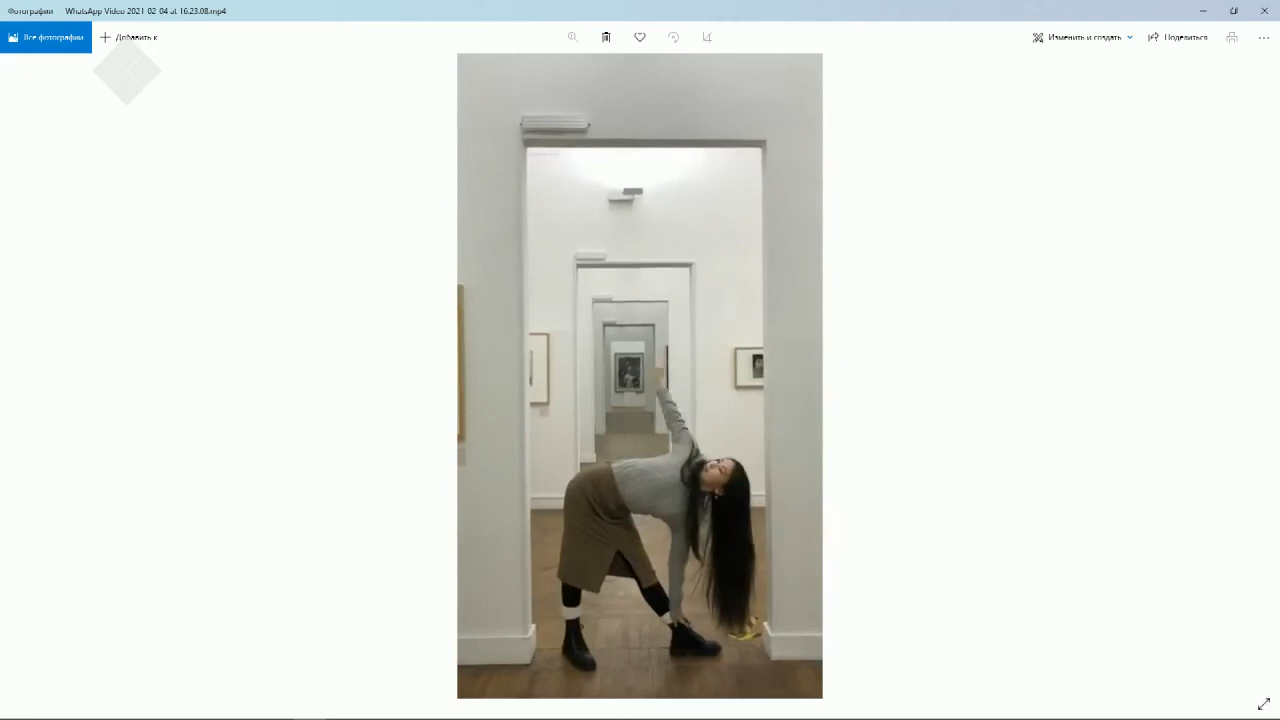 Фотографии - WhatsApp Video 2021-02-04 at 16.23.08.mp4
Все фотографии
Добавить к
Изменить и создать
Поделиться